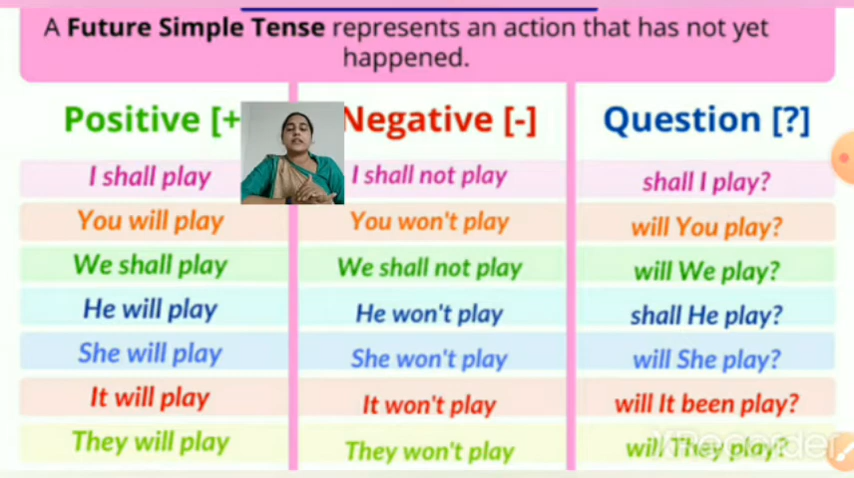 A Future Simple Tense represents an action that has not yet
happened.
Positive [+ Negative [-] Question [?]
I shall play I shall not play shall I play?
You will play You won't play will You play?
We shall play We shall not play will We play?
He will play He won't play shall He play?
She will play She won't play will She play?
It will play It won't play will It been play?
They will play They won't play will They play?
XRecorder